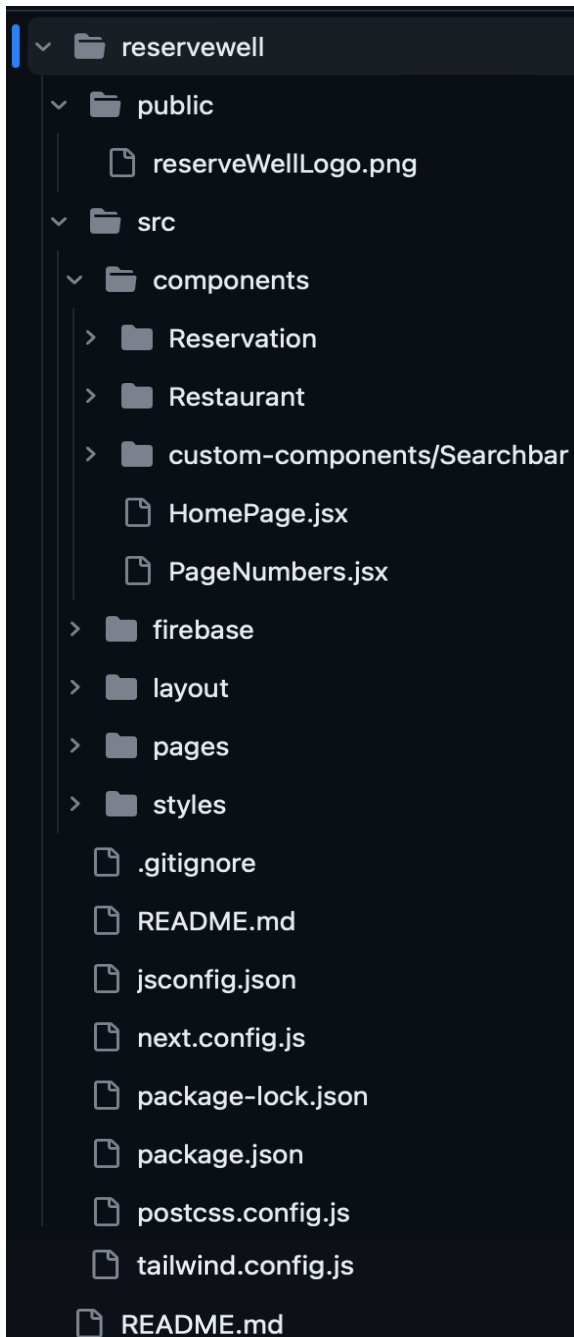 reservewell
public
reserveWellLogo.png
src
components
Reservation
Restaurant
custom-components/Searchbar
HomePage.jsx
PageNumbers.jsx
firebase
layout
pages
styles
.gitignore
README.md
jsconfig.json
next.config.js
package-lock.json
package.json
postcss.config.js
tailwind.config.js
README.md